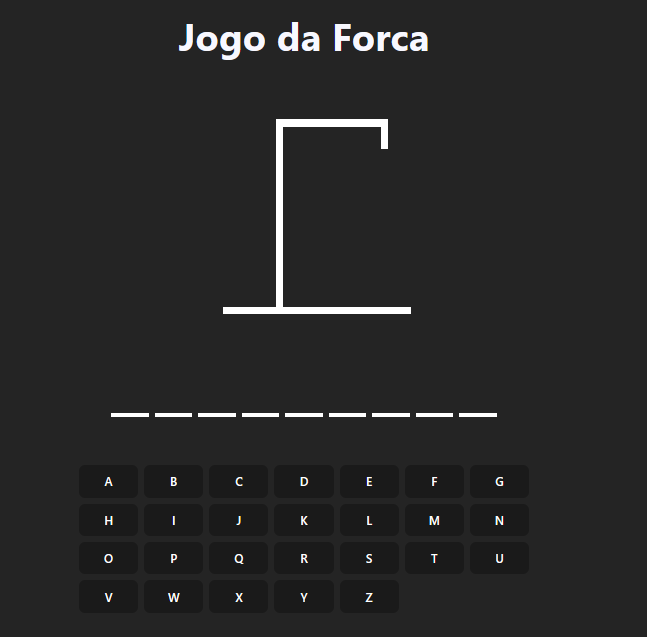 Jogo da Forca
A B C D E F G
H I J K L M N
O P Q R S T U
V W X Y Z